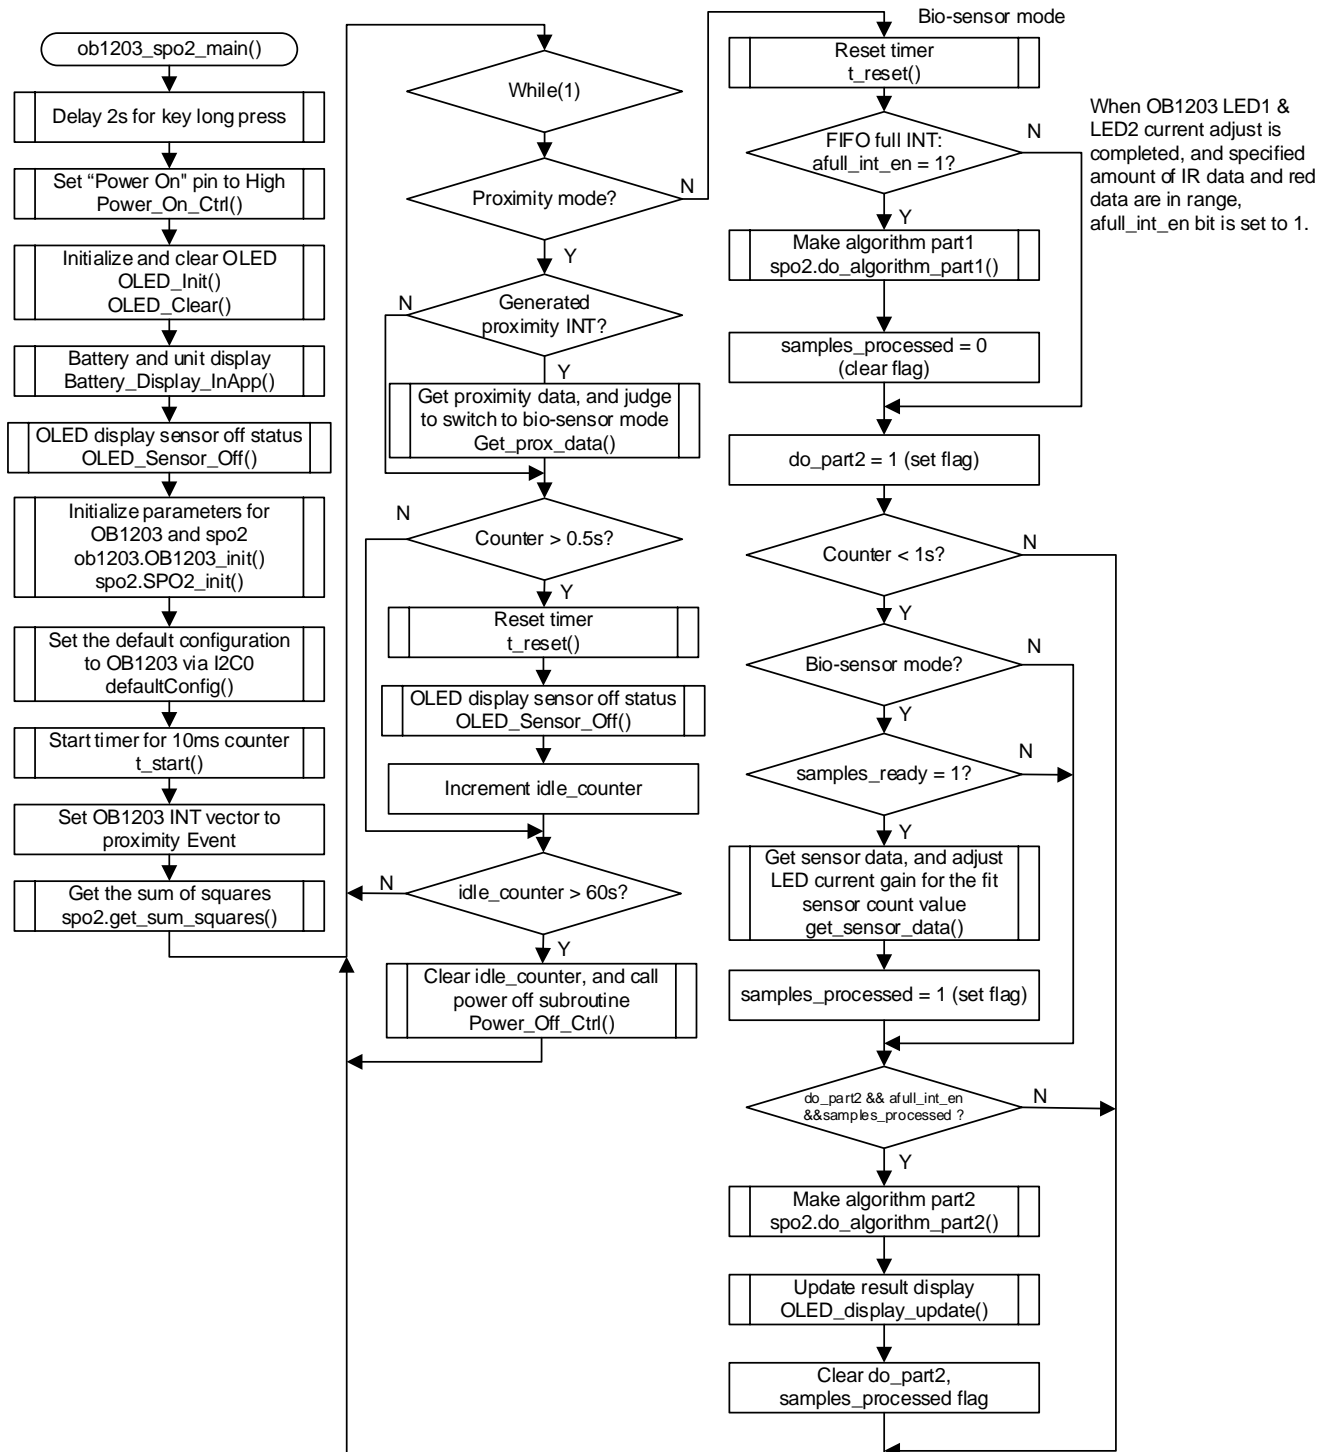 ob1203_spo2_main()
Delay 2s for key long press
Set “Power On" pin to High
Power_On_Ctrl()
Initialize and clear OLED
OLED_Init()
OLED_Clear()
Battery and unit display
Battery_Display_InApp()
OLED display sensor off status
OLED_Sensor_Off()
Initialize parameters for
OB1203 and spo2
ob1203.OB1203_init()
spo2.SPO2_init()
Set the default configuration
to OB1203 via I2C0
defaultConfig()
Start timer for 10ms counter
t_start()
Set OB1203 INT vector to
proximity Event
Get the sum of squares
spo2.get_sum_squares()
While(1)
Proximity mode?
N
Y
Generated
proximity INT?
N
Y
Get proximity data, and judge
to switch to bio-sensor mode
Get_prox_data()
Counter > 0.5s?
N
Y
Reset timer
t_reset()
OLED display sensor off status
OLED_Sensor_Off()
Increment idle_counter
idle_counter > 60s?
N
Y
Clear idle_counter, and call
power off subroutine
Power_Off_Ctrl()
Bio-sensor mode
Reset timer
t_reset()
FIFO full INT:
afull_int_en = 1?
N
Y
When OB1203 LED1 &
LED2 current adjust is
completed, and specified
amount of IR data and red
data are in range,
afull_int_en bit is set to 1.
Make algorithm part1
spo2.do_algorithm_part1()
samples_processed = 0
(clear flag)
do_part2 = 1 (set flag)
Counter < 1s?
N
Y
Bio-sensor mode?
N
Y
samples_ready = 1?
N
Y
Get sensor data, and adjust
LED current gain for the fit
sensor count value
get_sensor_data()
samples_processed = 1 (set flag)
do_part2 && afull_int_en
&&samples_processed ?
N
Y
Make algorithm part2
spo2.do_algorithm_part2()
Update result display
OLED_display_update()
Clear do_part2,
samples_processed flag